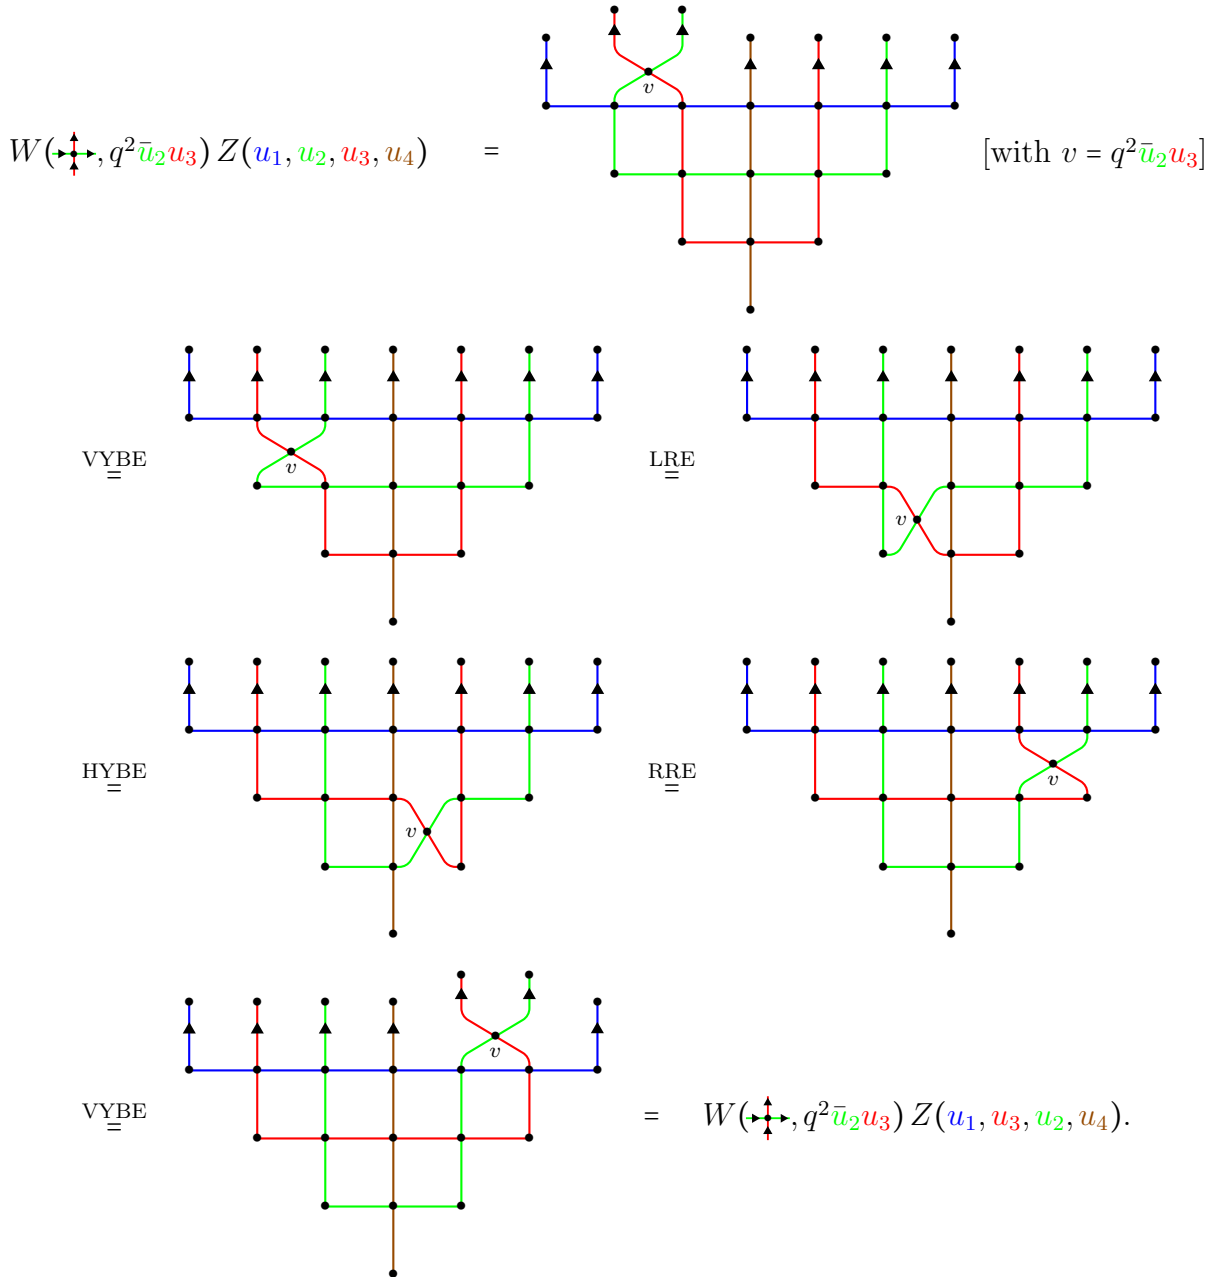 W( , q²ū₂u₃) Z(u₁, u₂, u₃, u₄) = [with v = q²ū₂u₃]
v
VYBE = v
LRE = v
HYBE = v
RRE = v
VYBE = v = W( , q²ū₂u₃) Z(u₁, u₃, u₂, u₄).